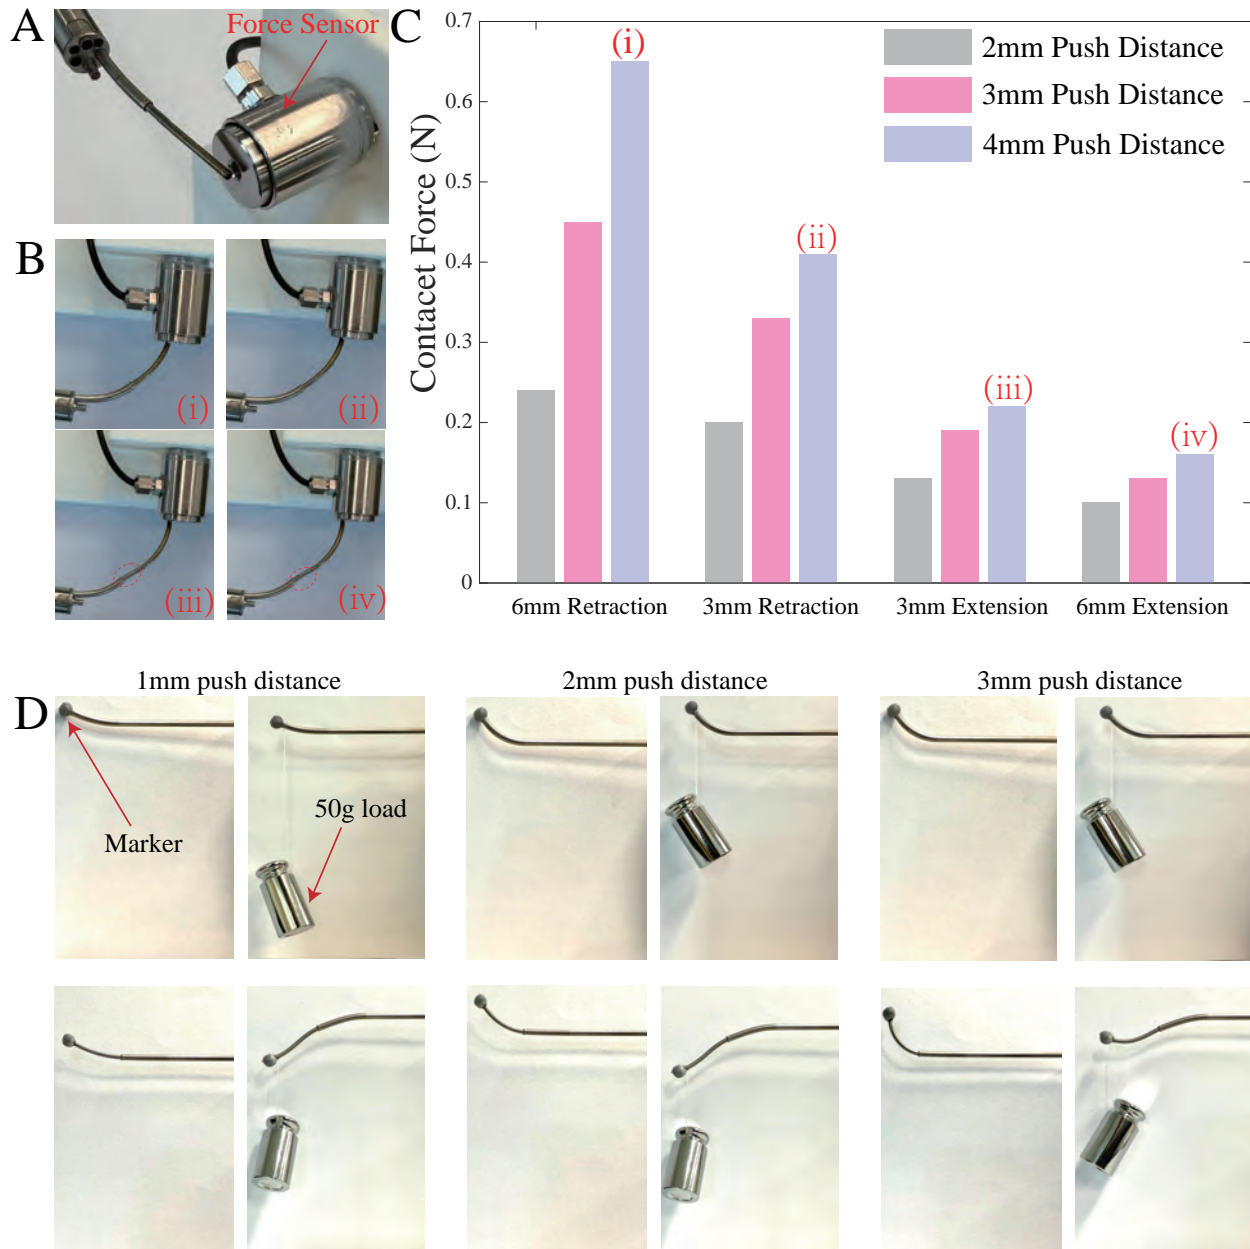 A
Force Sensor
B
(i)
(ii)
(iii)
(iv)
C
Contacet Force (N)
0.7
0.6
0.5
0.4
0.3
0.2
0.1
0
(i)
(ii)
(iii)
(iv)
2mm Push Distance
3mm Push Distance
4mm Push Distance
6mm Retraction
3mm Retraction
3mm Extension
6mm Extension
D
1mm push distance
2mm push distance
3mm push distance
Marker
50g load